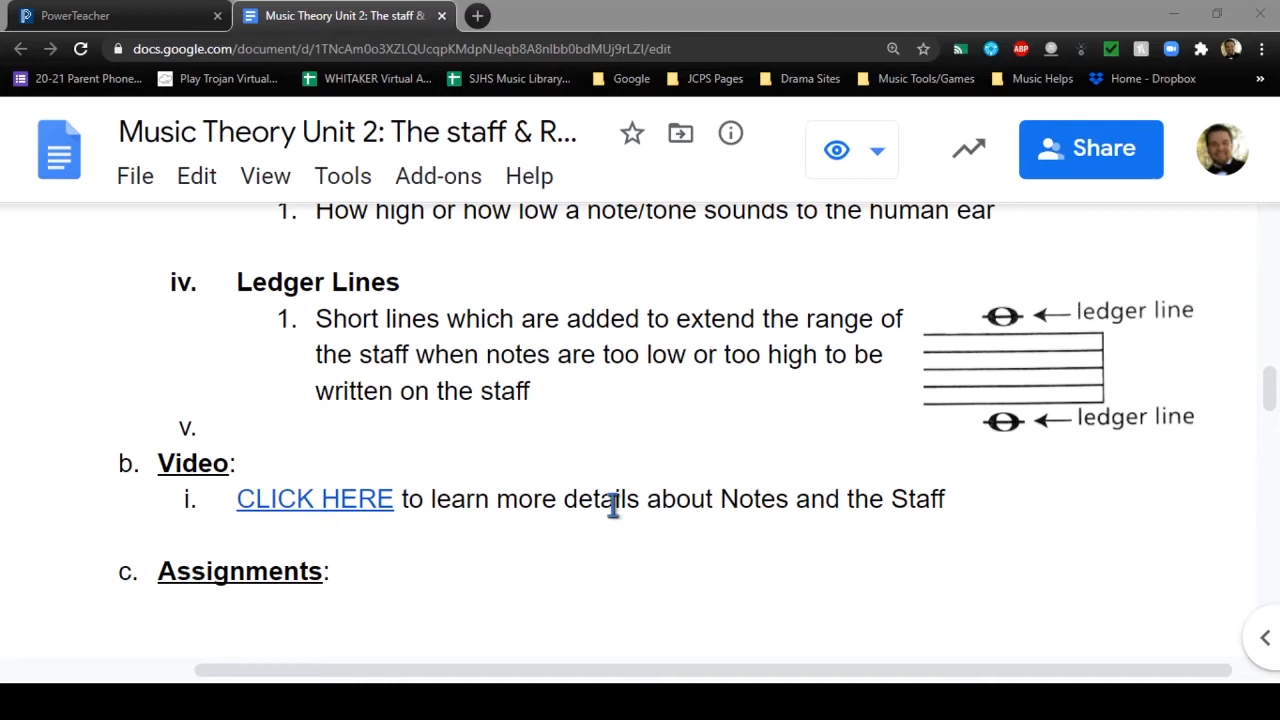 PowerTeacher
Music Theory Unit 2: The staff &
docs.google.com/document/d/1TNcAm0o3XZLQUcpKMdpNJeqb8A8nlbb0bdMUj9rLZI/edit
ABP
20-21 Parent Phone...
Play Trojan Virtual...
WHITAKER Virtual A...
SJHS Music Library...
Google
JCPS Pages
Drama Sites
Music Tools/Games
Music Helps
Home - Dropbox
»
Music Theory Unit 2: The staff & R...
Share
File Edit View Tools Add-ons Help
1. How high or how low a note/tone sounds to the human ear
iv. Ledger Lines
1. Short lines which are added to extend the range of
the staff when notes are too low or too high to be
written on the staff
ledger line
ledger line
v.
b. Video:
i. CLICK HERE to learn more details about Notes and the Staff
c. Assignments: